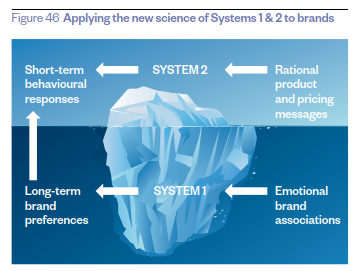 Figure 46 Applying the new science of Systems 1 & 2 to brands
Short-term
behavioural
responses
SYSTEM 2
Rational
product
and pricing
messages
Long-term
brand
preferences
SYSTEM 1
Emotional
brand
associations